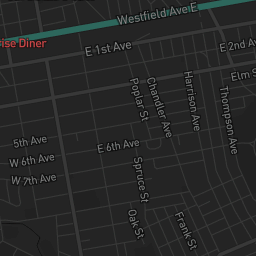 Westfield Ave E
ise Diner
E 1st Ave
E 2nd Av
Elm S
Poplar St
Chandler Ave
Harrison Ave
Thompson Ave
5th Ave
W 6th Ave
E 6th Ave
W 7th Ave
Spruce St
Oak St
Frank St